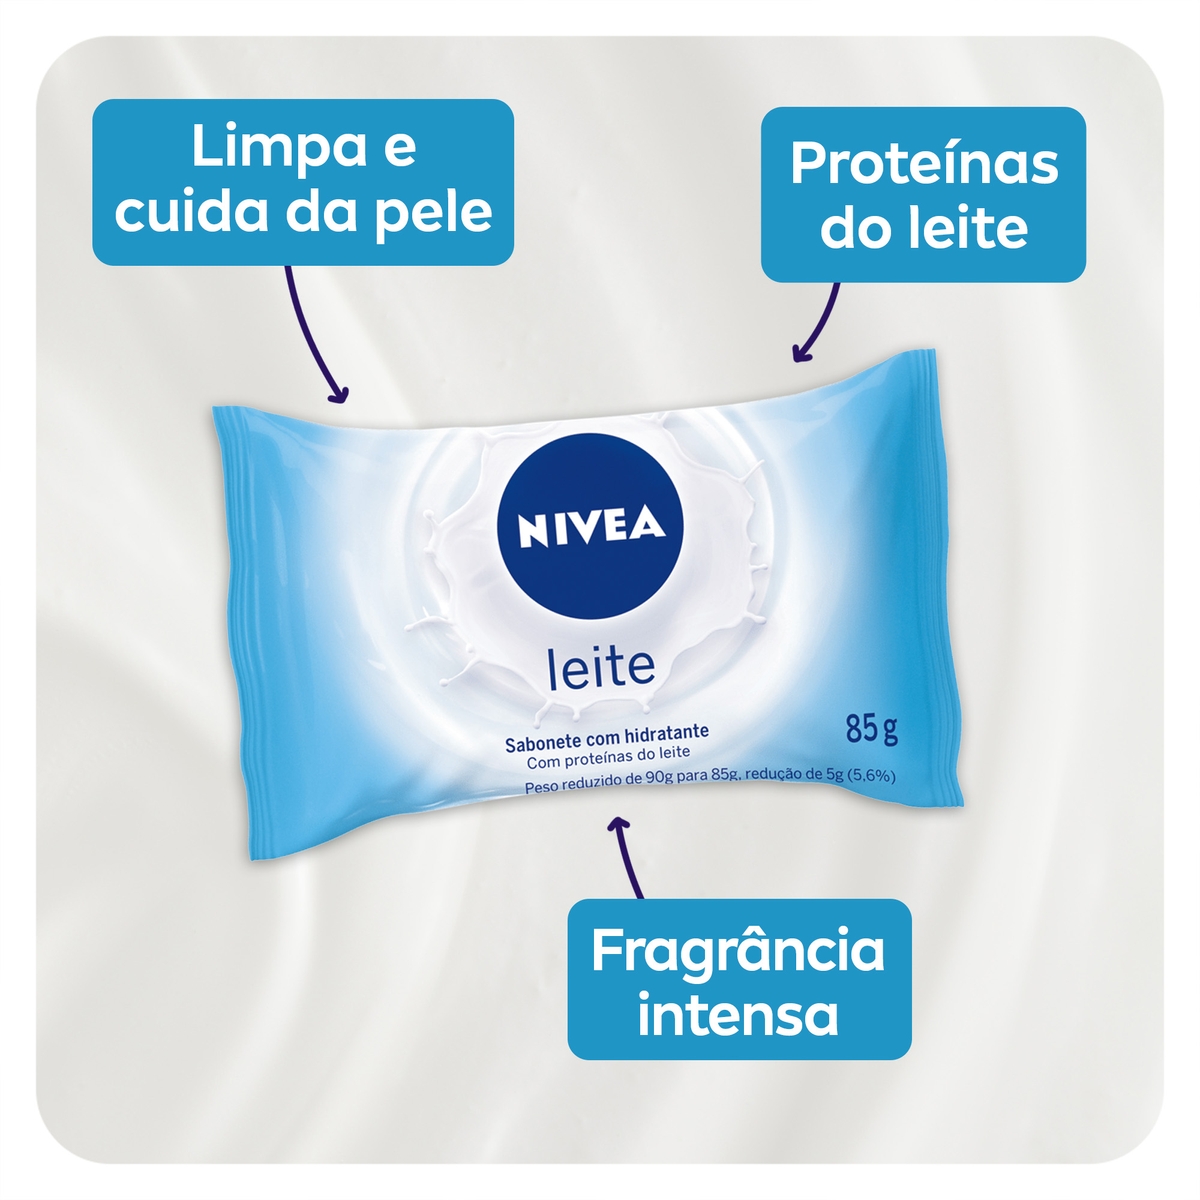 Limpa e
cuida da pele
Proteínas
do leite
NIVEA
leite
Sabonete com hidratante
Com proteínas do leite
85 g
Peso reduzido de 90g para 85g, redução de 5g (5,6%)
Fragrância
intensa